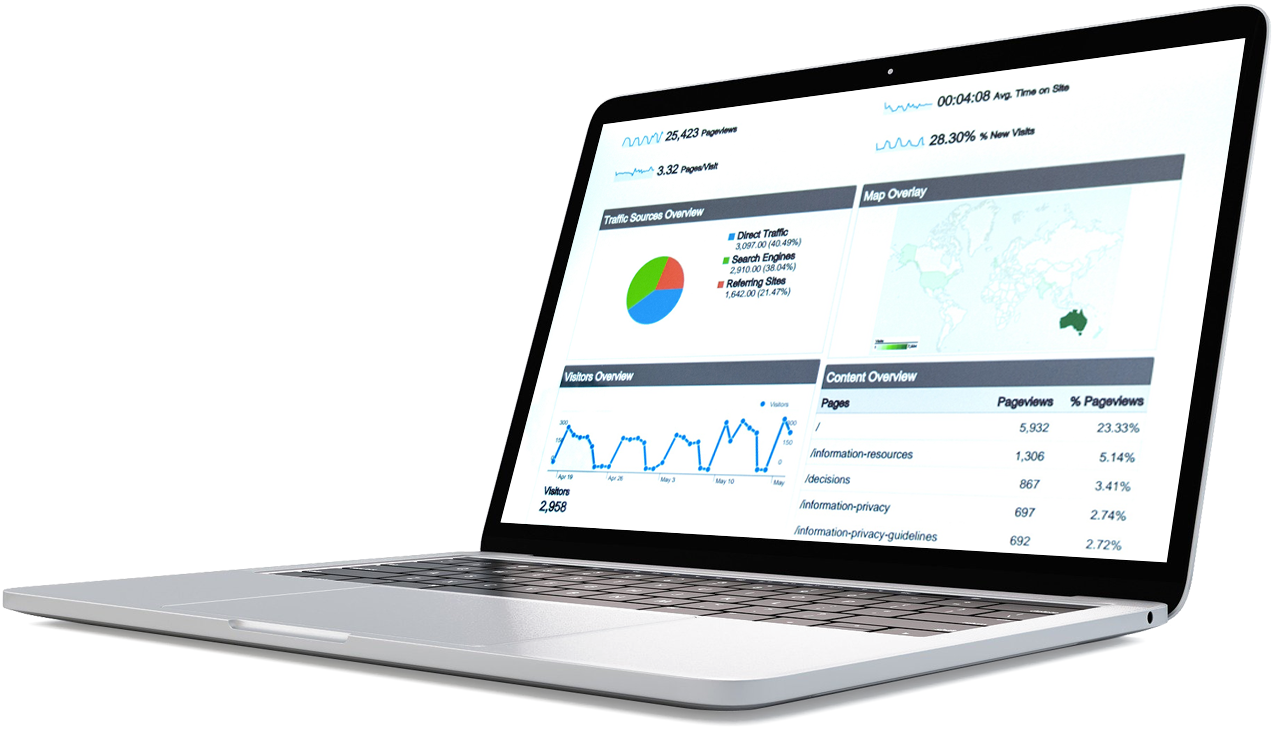 25,423 Pageviews
3.32 Pages/Visit
00:04:08 Avg. Time on Site
28.30% % New Visits
Traffic Sources Overview
Direct Traffic
3,097.00 (40.49%)
Search Engines
2,910.00 (38.04%)
Referring Sites
1,642.00 (21.47%)
Map Overlay
Visitors Overview
Visitors
300
150
0
Apr 19 Apr 26 May 3 May 10 May
Visitors
2,958
Content Overview
Pages Pageviews % Pageviews
/ 5,932 23.33%
/information-resources 1,306 5.14%
/decisions 867 3.41%
/information-privacy 697 2.74%
/information-privacy-guidelines 692 2.72%